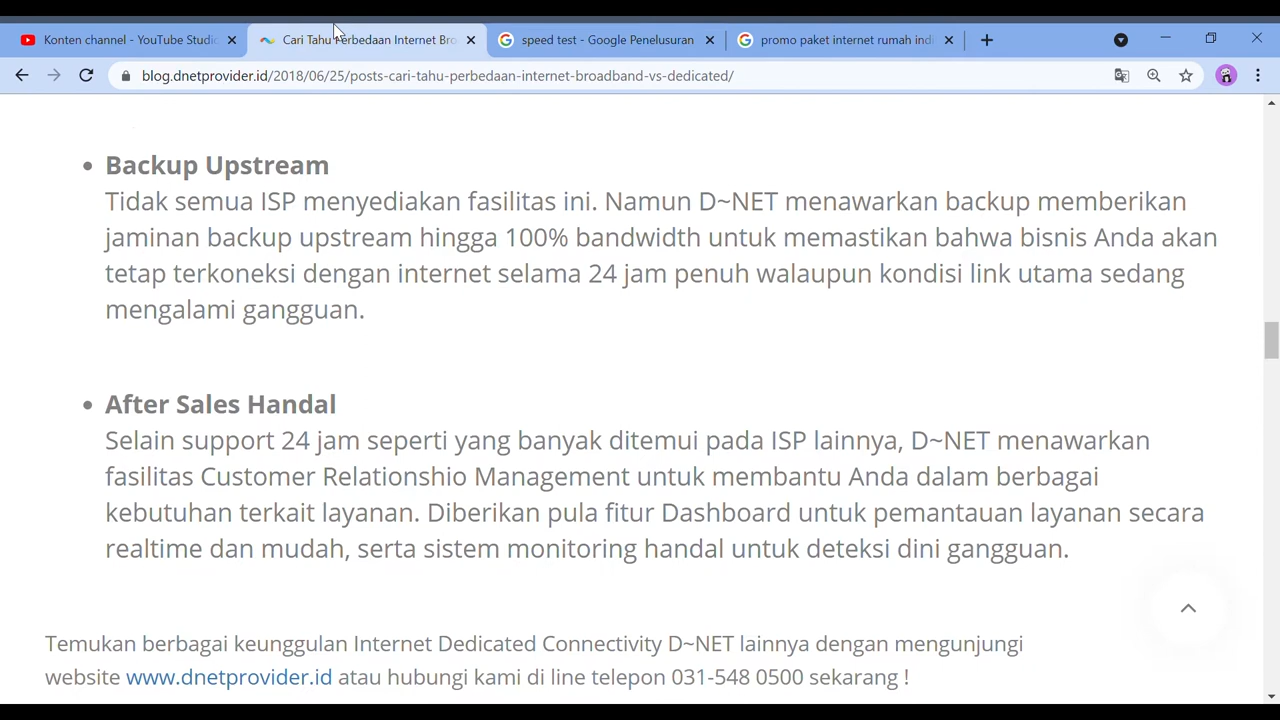 Konten channel - YouTube Studi
Cari Tahu Perbedaan Internet Bro
speed test - Google Penelusuran
promo paket internet rumah indi
blog.dnetprovider.id/2018/06/25/posts-cari-tahu-perbedaan-internet-broadband-vs-dedicated/
• Backup Upstream
Tidak semua ISP menyediakan fasilitas ini. Namun D~NET menawarkan backup memberikan
jaminan backup upstream hingga 100% bandwidth untuk memastikan bahwa bisnis Anda akan
tetap terkoneksi dengan internet selama 24 jam penuh walaupun kondisi link utama sedang
mengalami gangguan.
• After Sales Handal
Selain support 24 jam seperti yang banyak ditemui pada ISP lainnya, D~NET menawarkan
fasilitas Customer Relationshio Management untuk membantu Anda dalam berbagai
kebutuhan terkait layanan. Diberikan pula fitur Dashboard untuk pemantauan layanan secara
realtime dan mudah, serta sistem monitoring handal untuk deteksi dini gangguan.
Temukan berbagai keunggulan Internet Dedicated Connectivity D~NET lainnya dengan mengunjungi
website www.dnetprovider.id atau hubungi kami di line telepon 031-548 0500 sekarang !